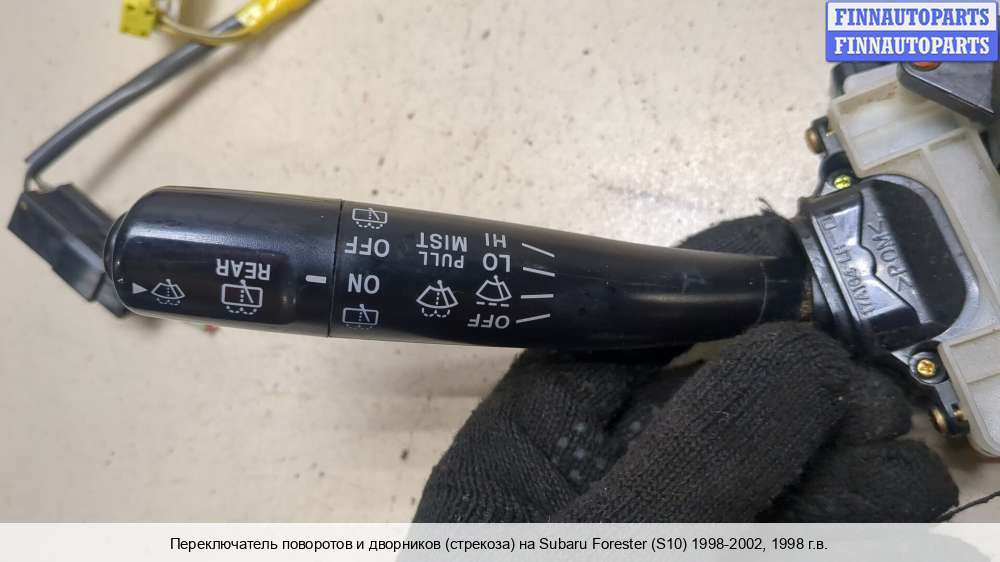 FINNAUTOPARTS
FINNAUTOPARTS
OFF
LO
HI
PULL
MIST
ON
OFF
REAR
>POM<
Переключатель поворотов и дворников (стрекоза) на Subaru Forester (S10) 1998-2002, 1998 г.в.